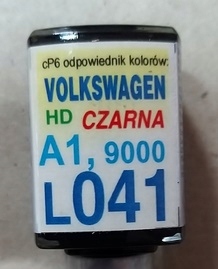 cP6 odpowiednik kolorów:
VOLKSWAGEN
HD CZARNA
A1, 9000
L041